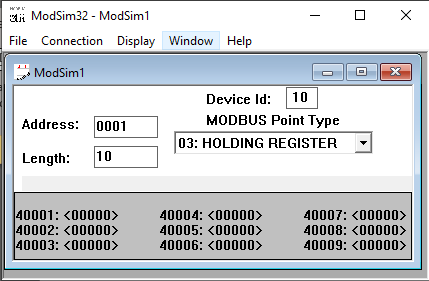 ModSim32 - ModSim1
File Connection Display Window Help
ModSim1
Device Id: 10
Address: 0001
MODBUS Point Type
Length: 10
03: HOLDING REGISTER
40001: <00000> 40004: <00000> 40007: <00000>
40002: <00000> 40005: <00000> 40008: <00000>
40003: <00000> 40006: <00000> 40009: <00000>